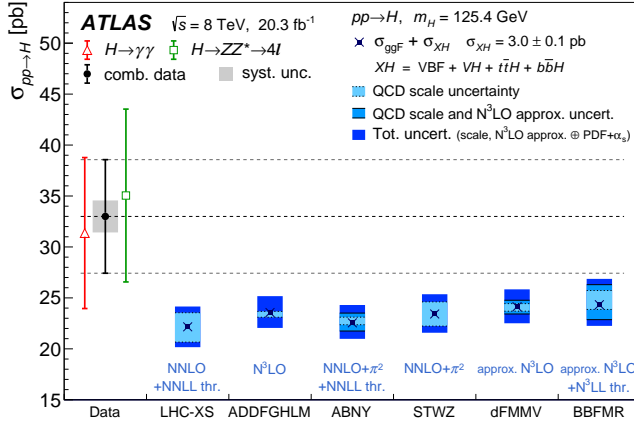 ATLAS √s = 8 TeV, 20.3 fb⁻¹
H→γγ H→ZZ*→4l
comb. data syst. unc.
pp→H, m_H = 125.4 GeV
σ_ggF + σ_XH σ_XH = 3.0 ± 0.1 pb
XH = VBF + VH + tt̄H + bb̄H
QCD scale uncertainty
QCD scale and N³LO approx. uncert.
Tot. uncert. (scale, N³LO approx. ⊕ PDF+α_s)
σ_pp→H [pb]
50
45
40
35
30
25
20
15
NNLO
+NNLL thr.
N³LO
NNLO+π²
+NNLL thr.
NNLO+π²
approx. N³LO
approx. N³LO
+N³LL thr.
Data LHC-XS ADDFGHLM ABNY STWZ dFMMV BBFMR